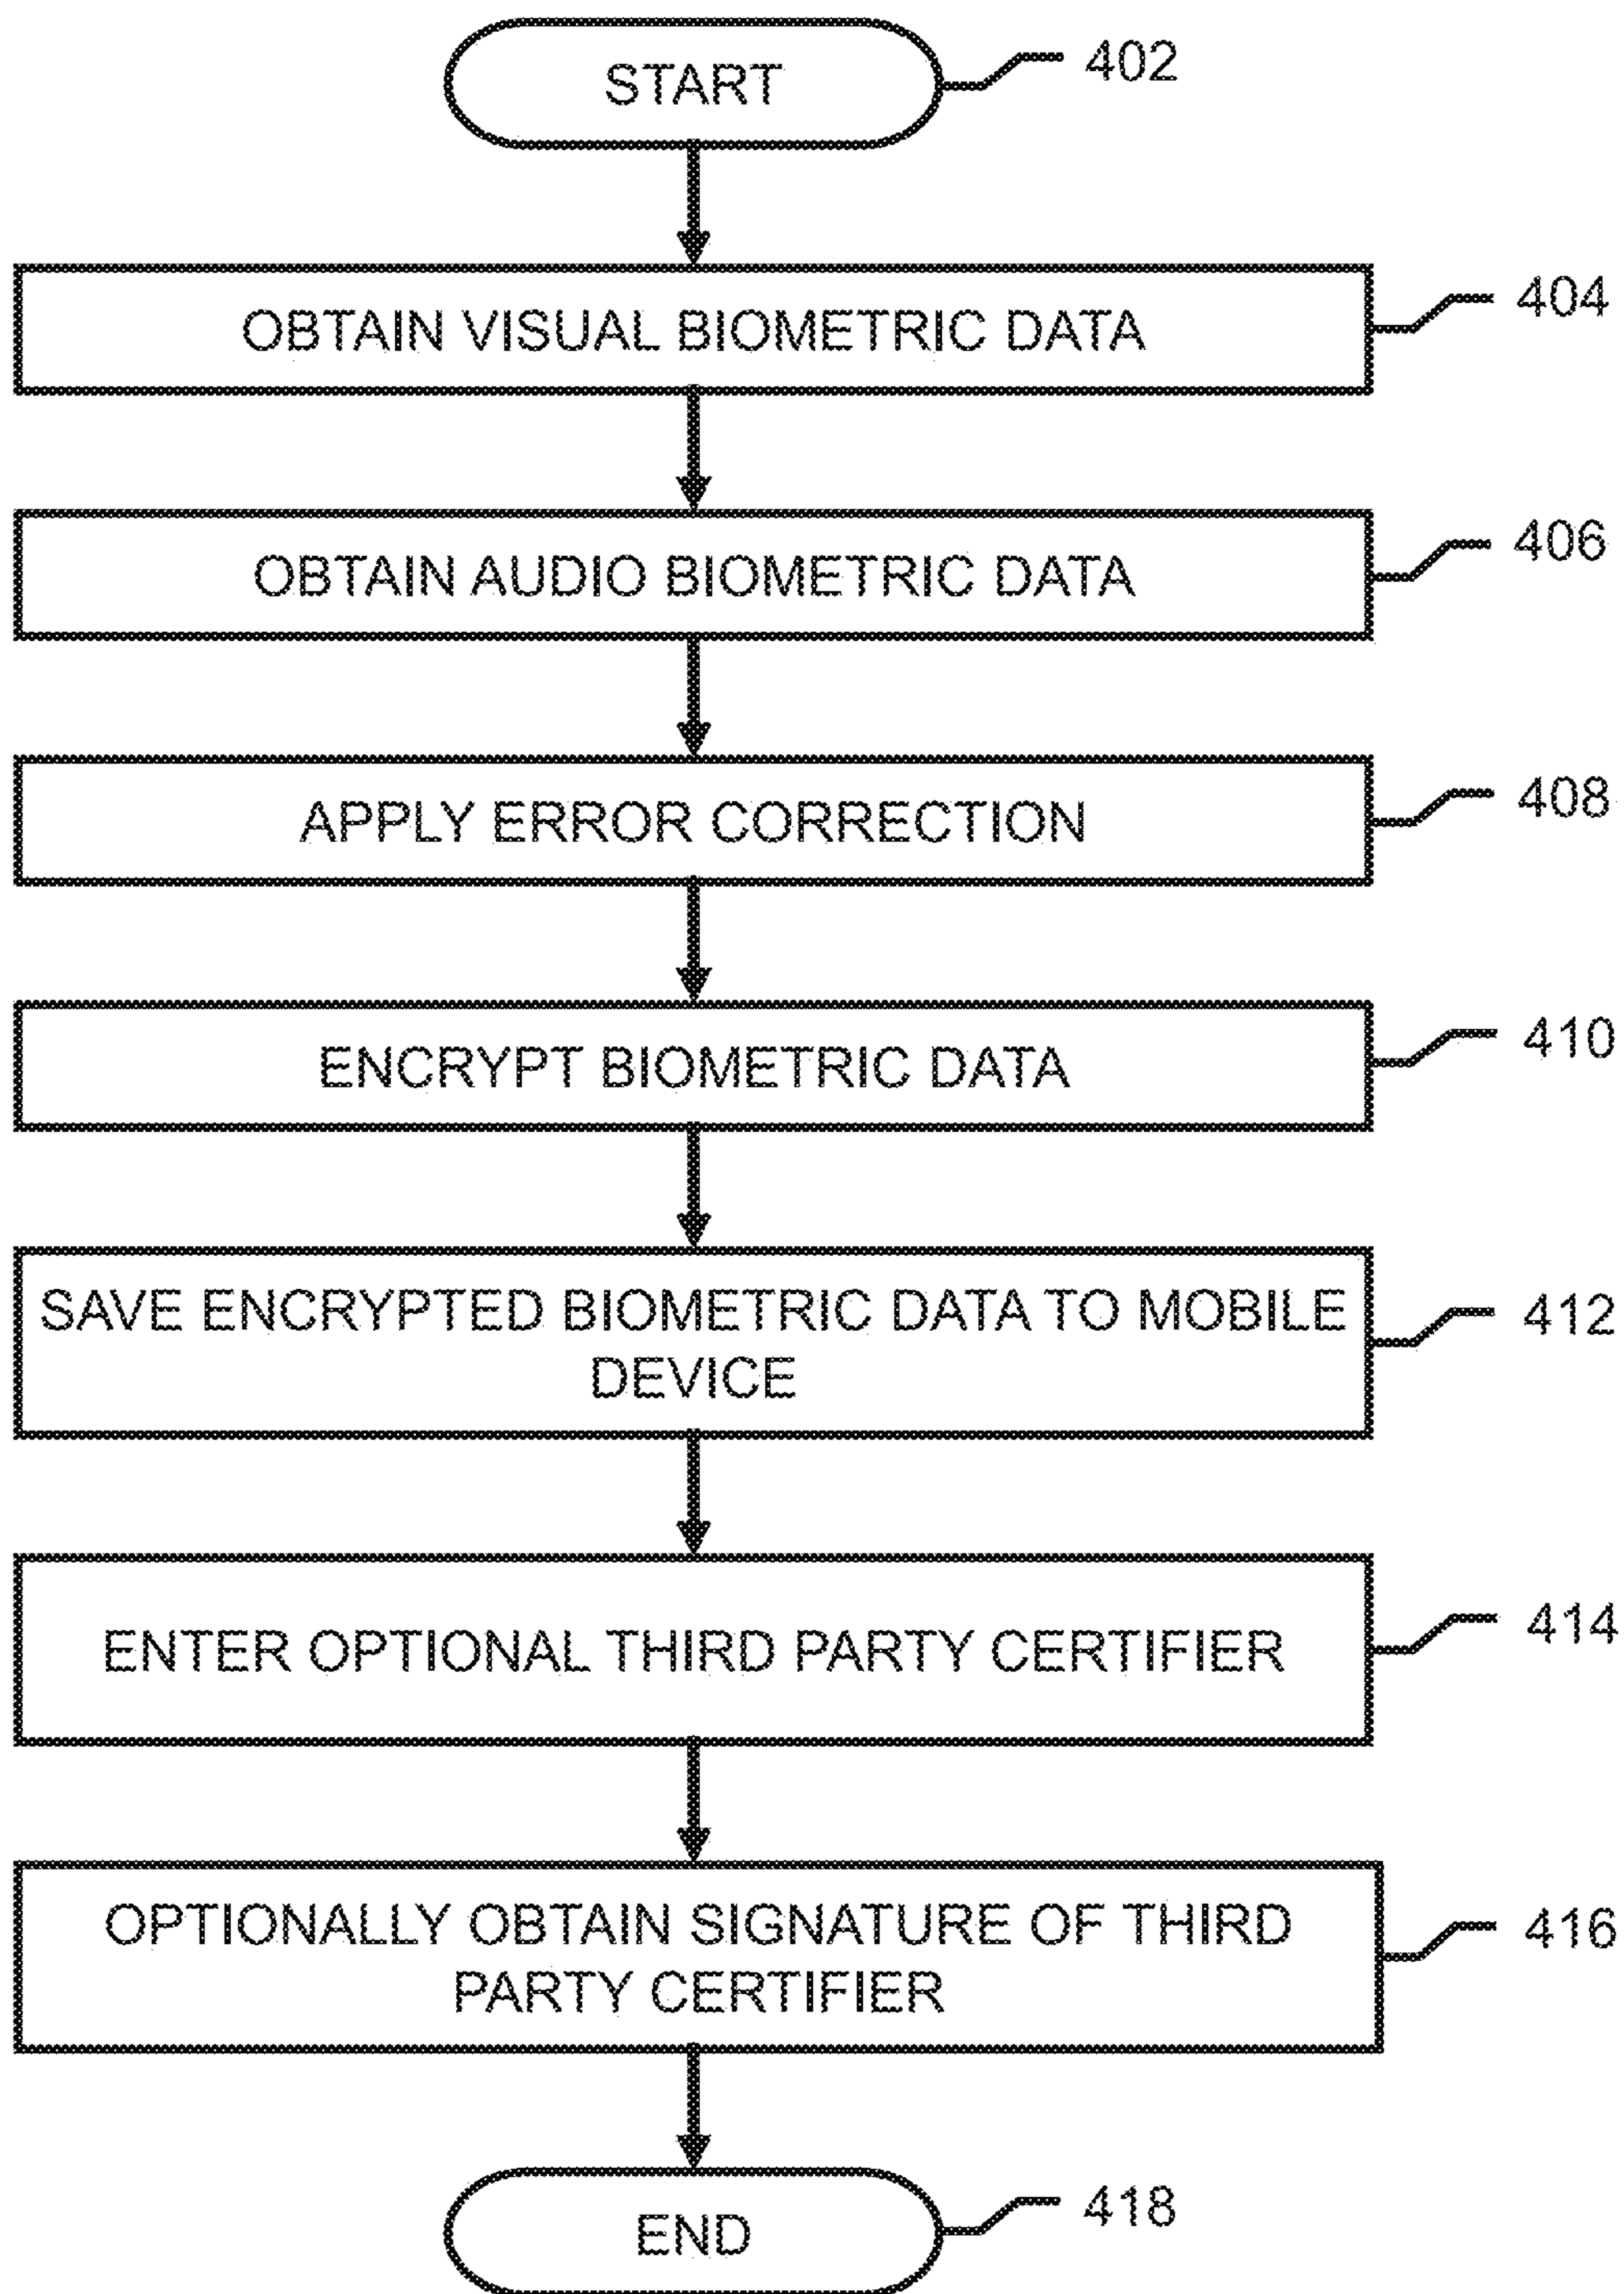 START
402
OBTAIN VISUAL BIOMETRIC DATA
404
OBTAIN AUDIO BIOMETRIC DATA
406
APPLY ERROR CORRECTION
408
ENCRYPT BIOMETRIC DATA
410
SAVE ENCRYPTED BIOMETRIC DATA TO MOBILE
DEVICE
412
ENTER OPTIONAL THIRD PARTY CERTIFIER
414
OPTIONALLY OBTAIN SIGNATURE OF THIRD
PARTY CERTIFIER
416
END
418